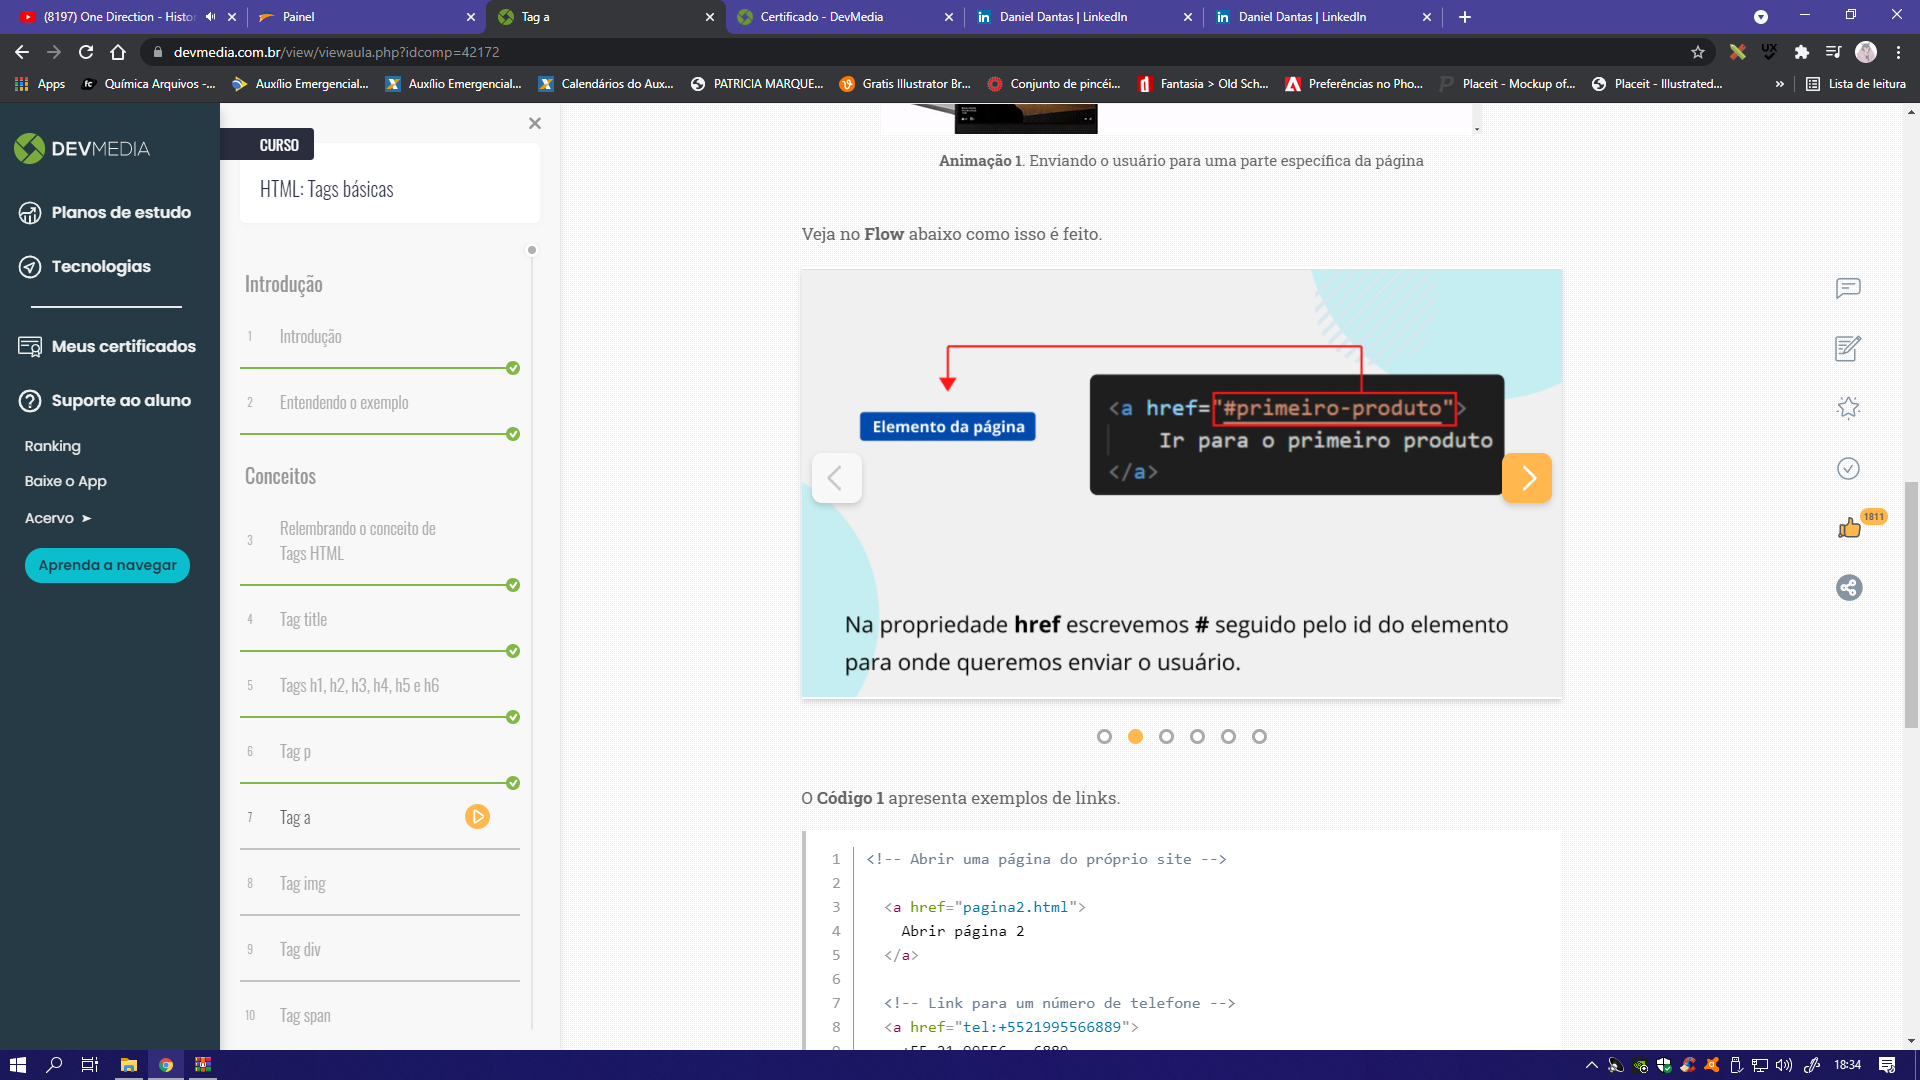 (8197) One Direction - Histor
Painel
Tag a
Certificado - DevMedia
Daniel Dantas | LinkedIn
Daniel Dantas | LinkedIn
devmedia.com.br/view/viewaula.php?idcomp=42172
Apps
Química Arquivos -...
Auxílio Emergencial...
Auxílio Emergencial...
Calendários do Aux...
PATRICIA MARQUE...
Gratis Illustrator Br...
Conjunto de pincéi...
Fantasia > Old Sch...
Preferências no Pho...
Placeit - Mockup of...
Placeit - Illustrated...
»
Lista de leitura
DEVMEDIA
Planos de estudo
Tecnologias
Meus certificados
Suporte ao aluno
Ranking
Baixe o App
Acervo ➤
Aprenda a navegar
CURSO
HTML: Tags básicas
Introdução
1 Introdução
2 Entendendo o exemplo
Conceitos
3 Relembrando o conceito de
Tags HTML
4 Tag title
5 Tags h1, h2, h3, h4, h5 e h6
6 Tag p
7 Tag a
8 Tag img
9 Tag div
10 Tag span
Animação 1. Enviando o usuário para uma parte específica da página
Veja no Flow abaixo como isso é feito.
Elemento da página
<a href="#primeiro-produto">
Ir para o primeiro produto
</a>
Na propriedade href escrevemos # seguido pelo id do elemento
para onde queremos enviar o usuário.
O Código 1 apresenta exemplos de links.
1 <!-- Abrir uma página do próprio site -->
2
3 <a href="pagina2.html">
4 Abrir página 2
5 </a>
6
7 <!-- Link para um número de telefone -->
8 <a href="tel:+5521995566889">
1811
18:34